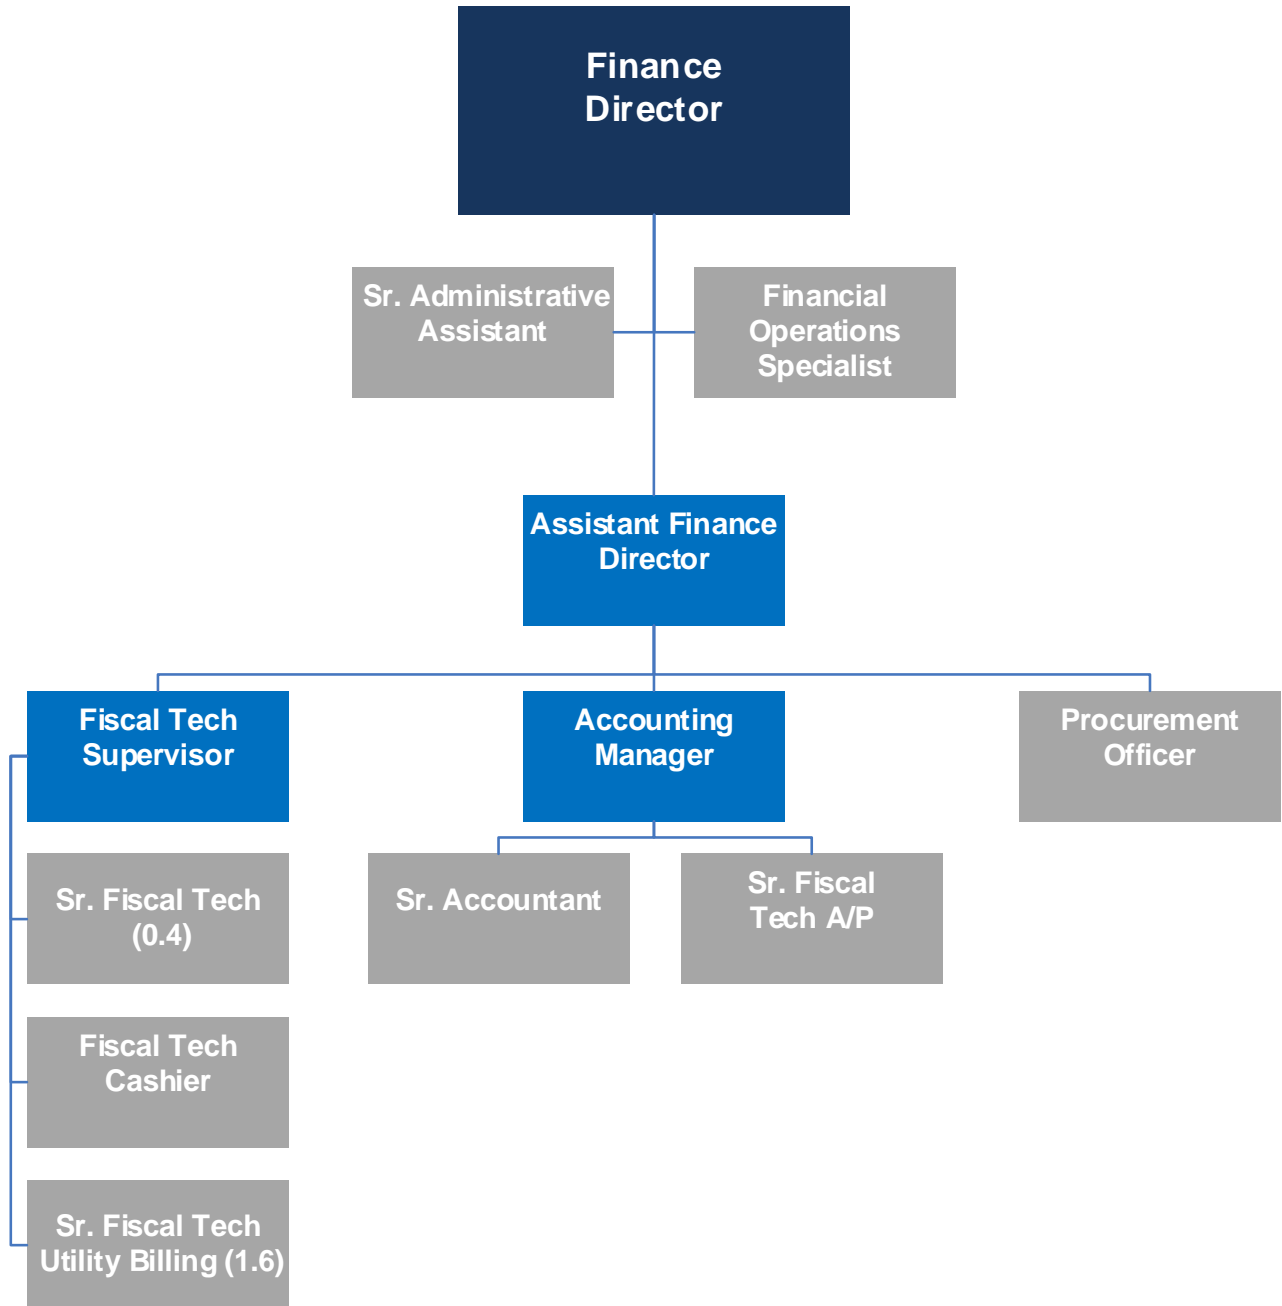 Finance
Director
Sr. Administrative
Assistant
Financial
Operations
Specialist
Assistant Finance
Director
Fiscal Tech
Supervisor
Accounting
Manager
Procurement
Officer
Sr. Fiscal Tech
(0.4)
Sr. Accountant
Sr. Fiscal
Tech A/P
Fiscal Tech
Cashier
Sr. Fiscal Tech
Utility Billing (1.6)